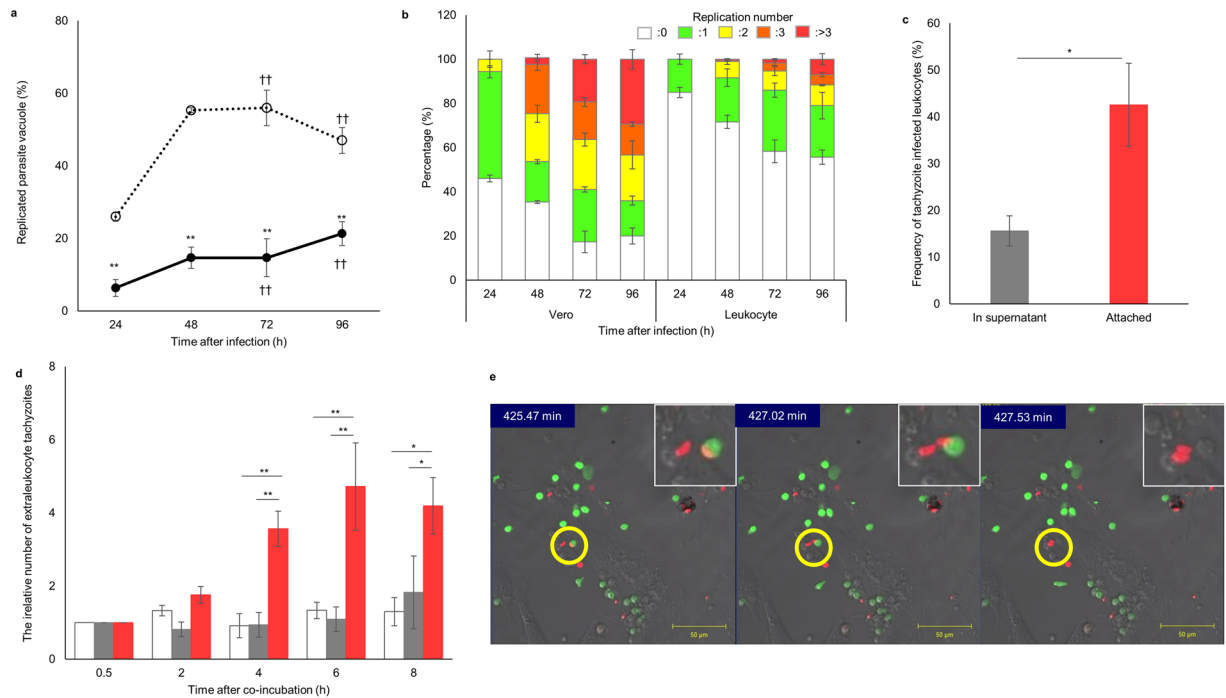 a
80
60
40
20
0
Replicated parasite vacuole (%)
††
††
**
**
**
**
††
††
24
48
72
96
Time after infection (h)
b
Replication number
:0
:1
:2
:3
:>3
120
100
80
60
40
20
0
Percentage (%)
24
48
72
96
24
48
72
96
Vero
Leukocyte
Time after infection (h)
c
60
50
40
30
20
10
0
Frequency of tachyzoite infected leukocytes (%)
*
In supernatant
Attached
d
8
6
4
2
0
The irelative number of extraleukocyte tachyzoites
**
**
**
**
*
*
0.5
2
4
6
8
Time after co-incubation (h)
e
425.47 min
427.02 min
427.53 min
50 µm
50 µm
50 µm